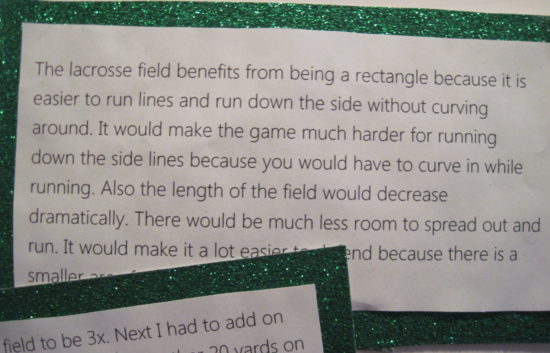 The lacrosse field benefits from being a rectangle because it is
easier to run lines and run down the side without curving
around. It would make the game much harder for running
down the side lines because you would have to curve in while
running. Also the length of the field would decrease
dramatically. There would be much less room to spread out and
run. It would make it a lot easier because there is a
smaller
field to be 3x. Next I had to add on
20 yards on